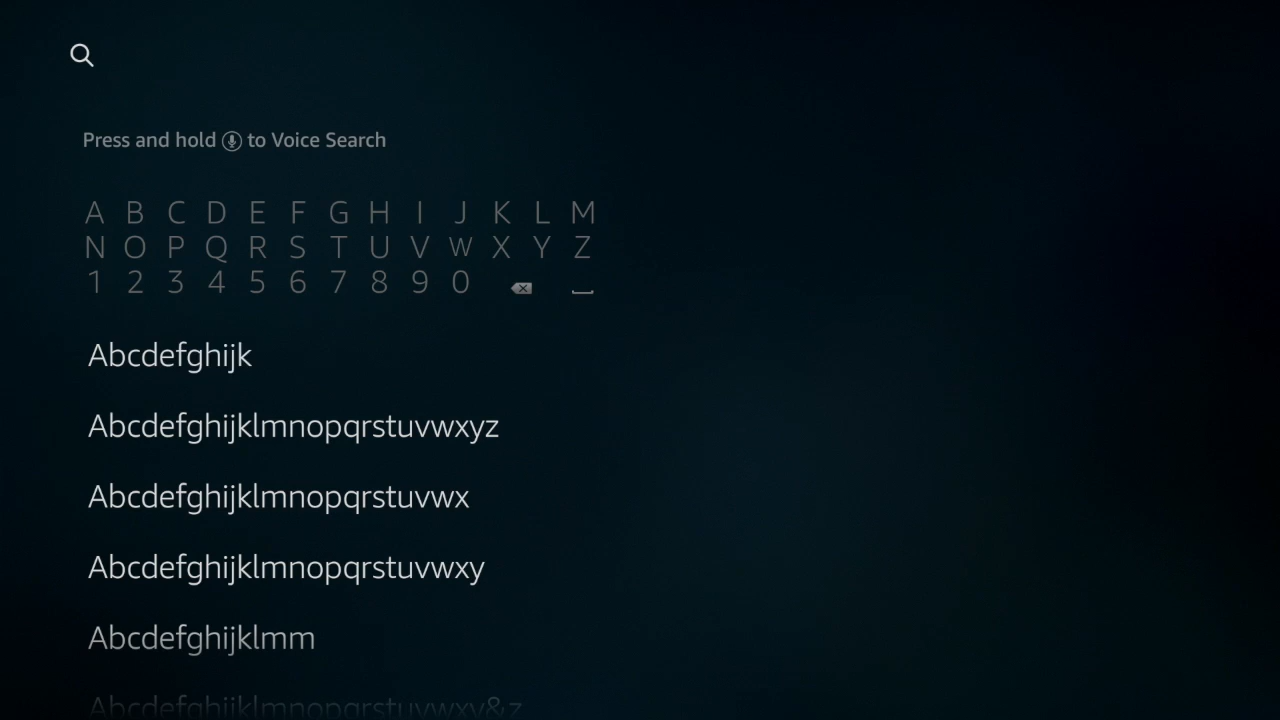 Press and hold to Voice Search
A B C D E F G H I J K L M
N O P Q R S T U V W X Y Z
1 2 3 4 5 6 7 8 9 0
Abcdefghijk
Abcdefghijklmnopqrstuvwxyz
Abcdefghijklmnopqrstuvwx
Abcdefghijklmnopqrstuvwxy
Abcdefghijklmm
Abcdefghijklmnopqrstuvwxy&z